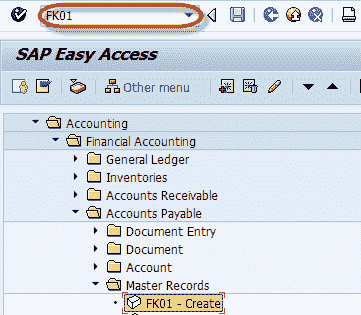 FK01
SAP Easy Access
Other menu
Accounting
Financial Accounting
General Ledger
Inventories
Accounts Receivable
Accounts Payable
Document Entry
Document
Account
Master Records
FK01 - Create